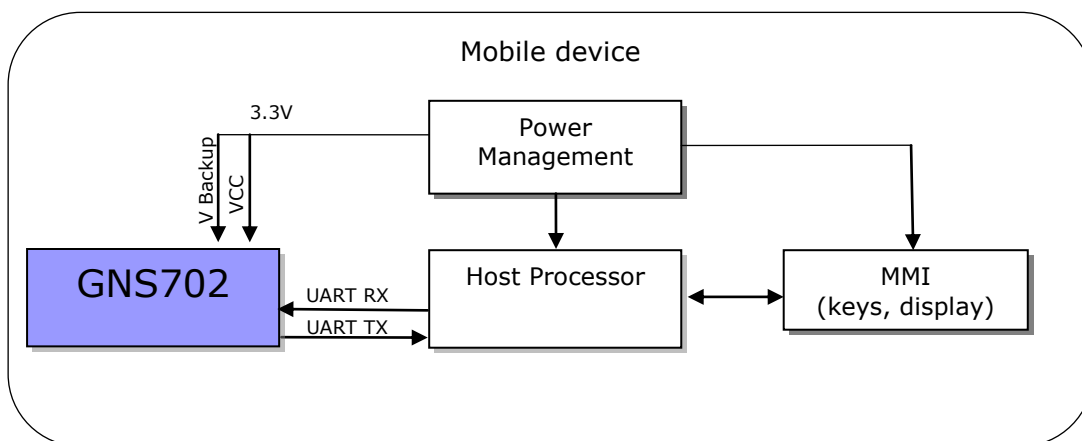 Mobile device
3.3V
Power
Management
V Backup
VCC
GNS702
Host Processor
MMI
(keys, display)
UART RX
UART TX